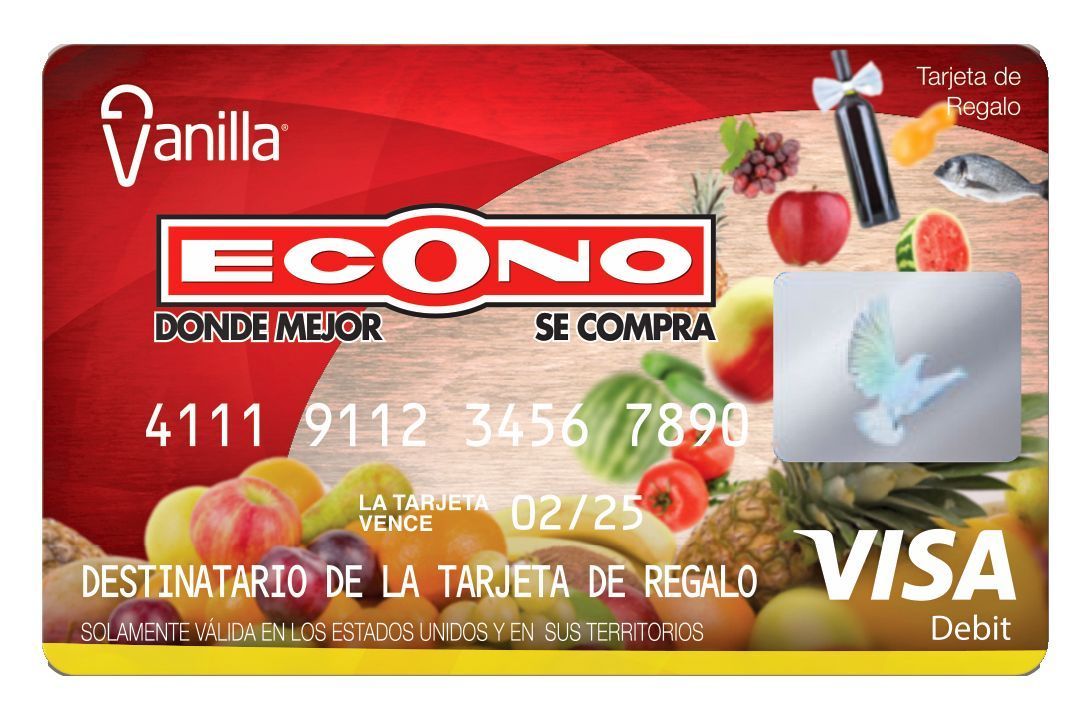 Vanilla®
Tarjeta de
Regalo
ECONO
DONDE MEJOR SE COMPRA
4111 9112 3456 7890
LA TARJETA
VENCE 02/25
DESTINATARIO DE LA TARJETA DE REGALO
SOLAMENTE VÁLIDA EN LOS ESTADOS UNIDOS Y EN SUS TERRITORIOS
VISA
Debit